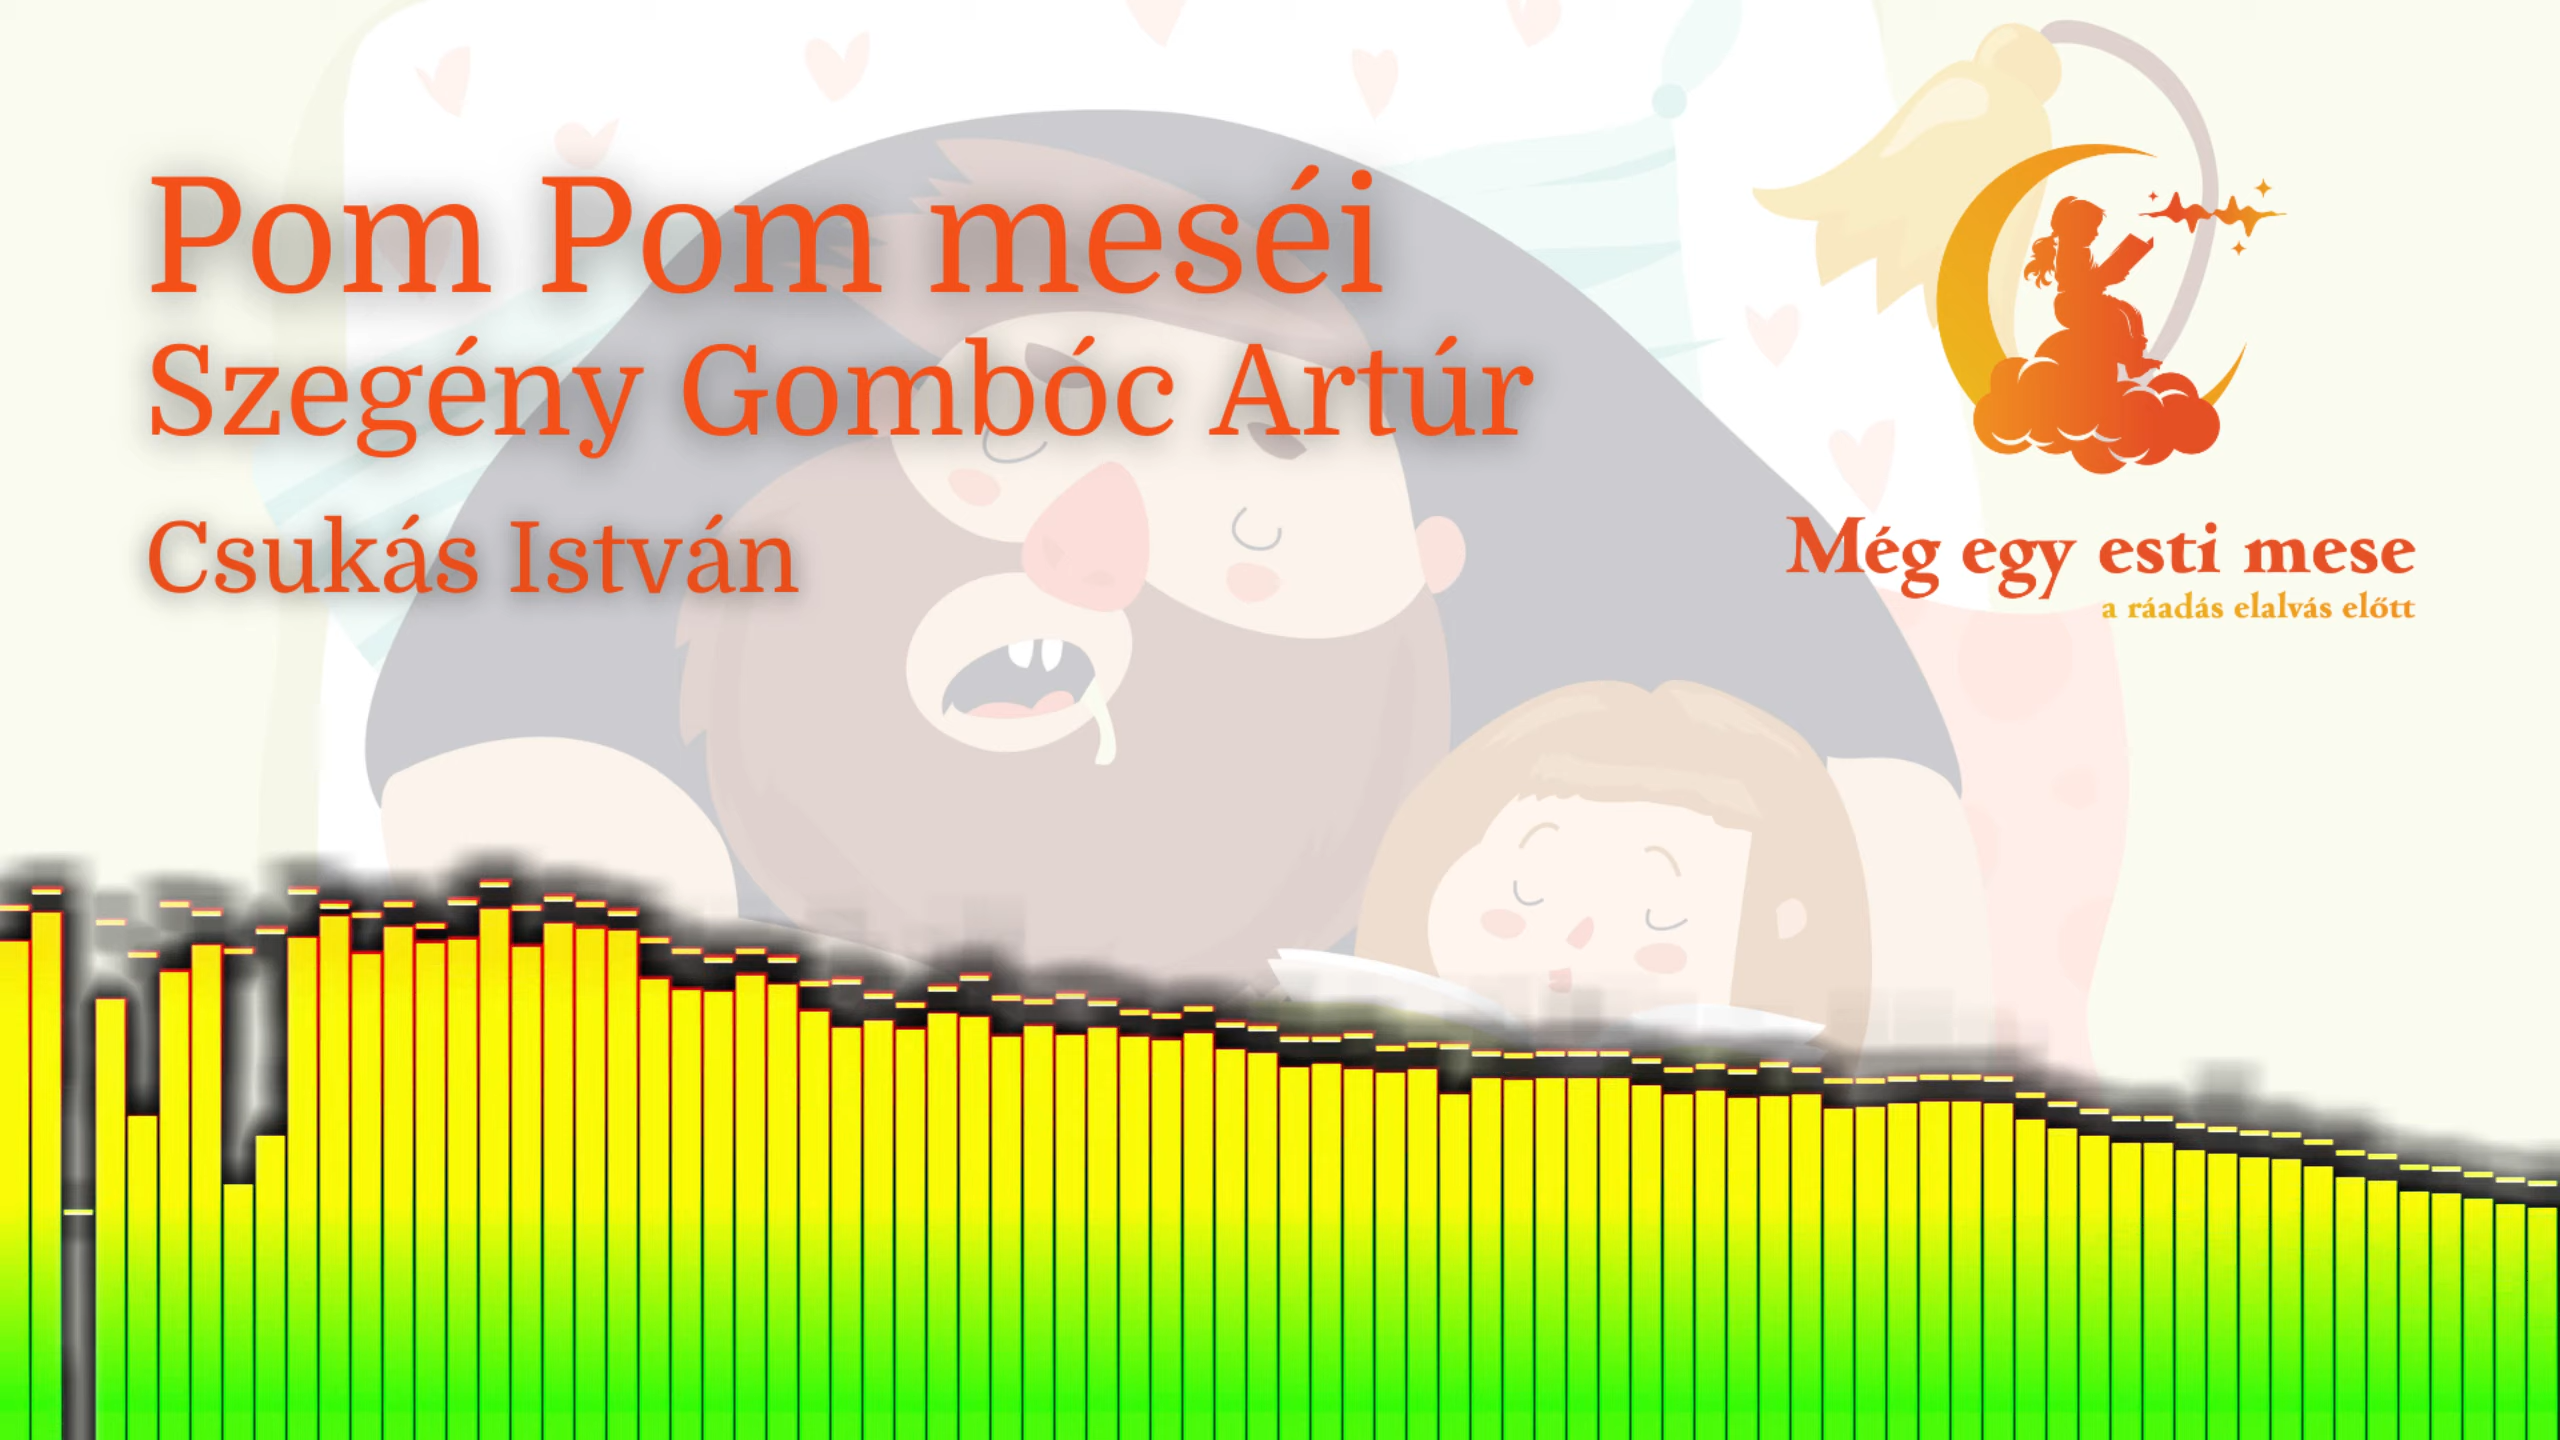 Pom Pom meséi
Szegény Gombóc Artúr
Csukás István
Még egy esti mese
a ráadás elalvás előtt